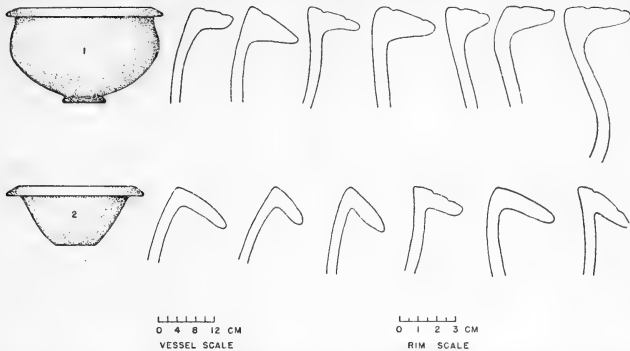 1
2
0 4 8 12 CM
VESSEL SCALE
0 1 2 3 CM
RIM SCALE